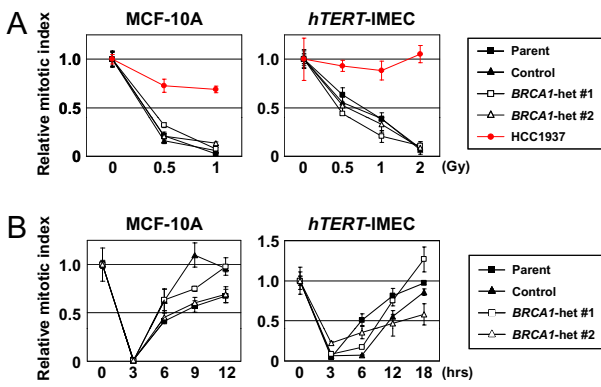 A
MCF-10A
hTERT-IMEC
Relative mitotic index
1.0
0.5
0
0 0.5 1
1.0
0.5
0
0 0.5 1 2 (Gy)
Parent
Control
BRCA1-het #1
BRCA1-het #2
HCC1937
B
MCF-10A
hTERT-IMEC
Relative mitotic index
1.0
0.5
0
0 3 6 9 12
1.5
1.0
0.5
0
0 3 6 12 18 (hrs)
Parent
Control
BRCA1-het #1
BRCA1-het #2